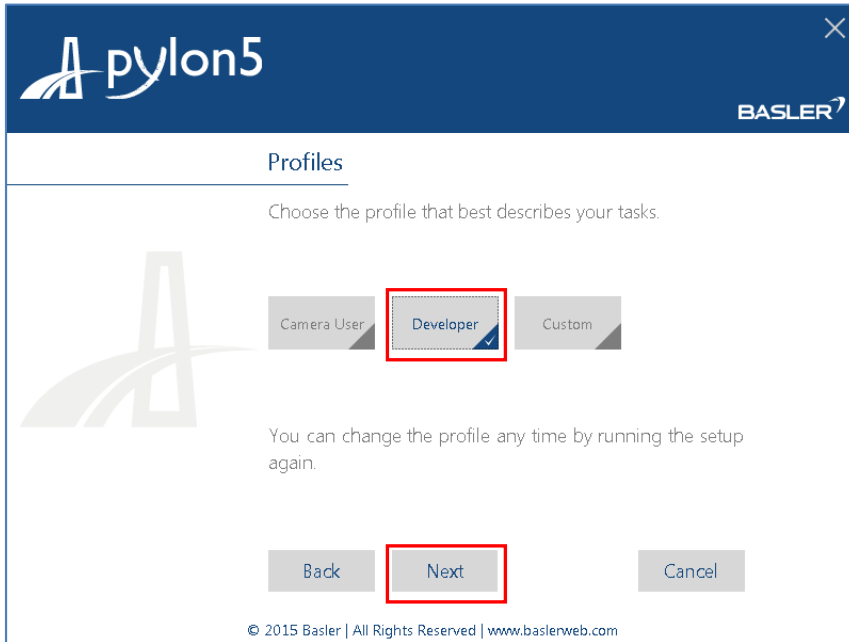 pylon5
BASLER
Profiles
Choose the profile that best describes your tasks.
Camera User
Developer
Custom
You can change the profile any time by running the setup
again.
Back
Next
Cancel
© 2015 Basler | All Rights Reserved | www.baslerweb.com